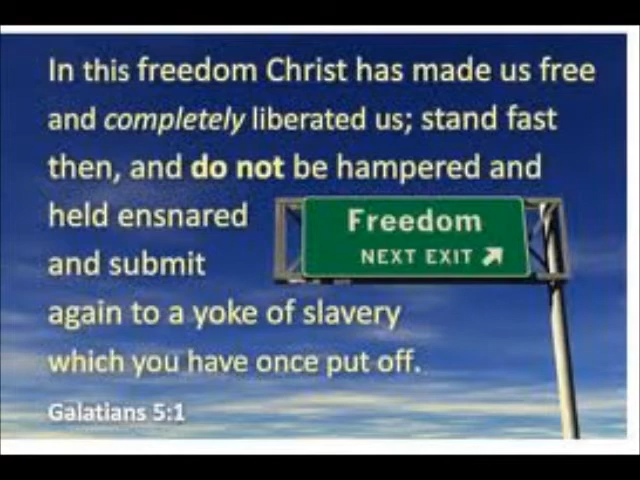 In this freedom Christ has made us free
and completely liberated us; stand fast
then, and do not be hampered and
held ensnared
and submit
again to a yoke of slavery
which you have once put off.
Galatians 5:1
Freedom
NEXT EXIT